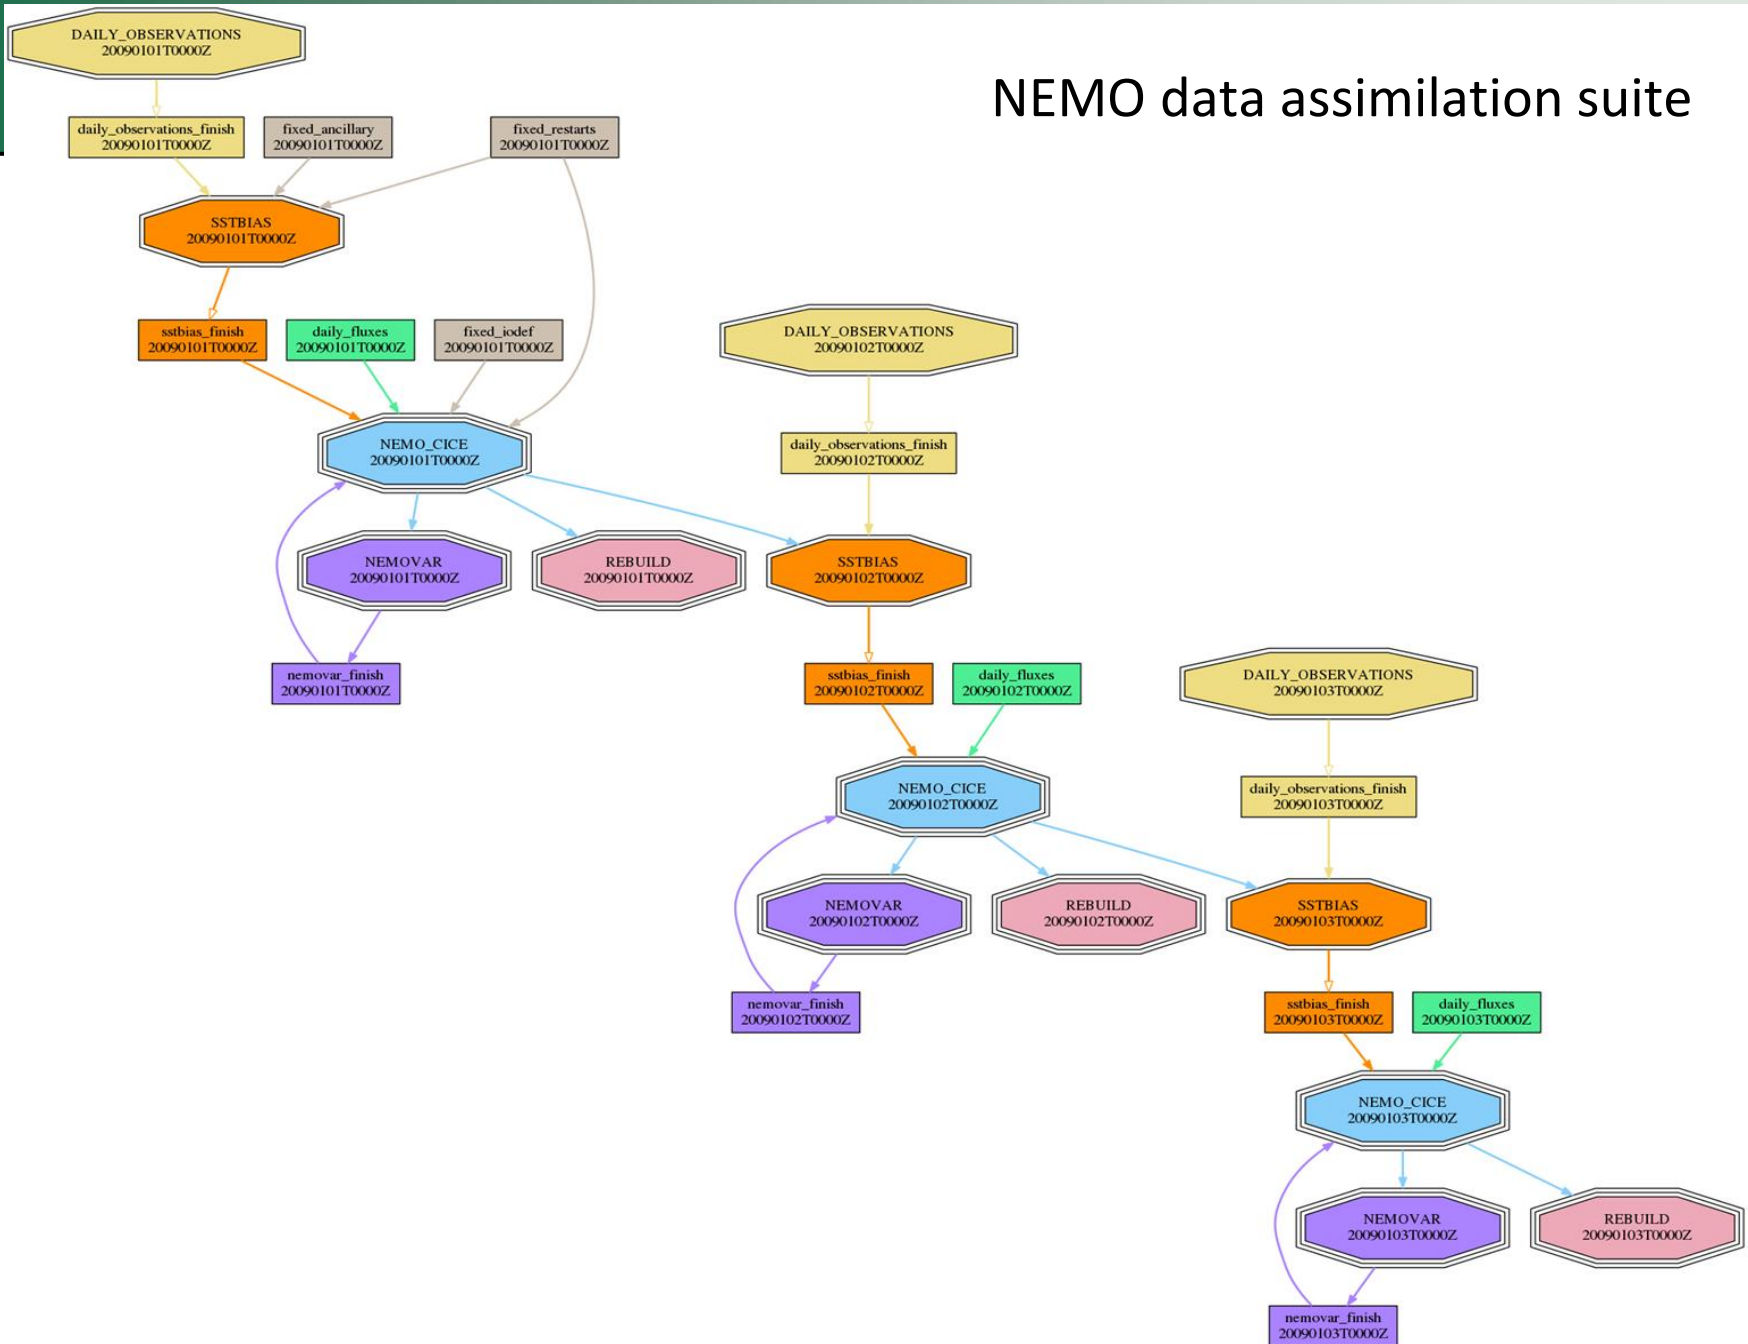 NEMO data assimilation suite
DAILY_OBSERVATIONS
20090101T0000Z
daily_observations_finish
20090101T0000Z
fixed_ancillary
20090101T0000Z
fixed_restarts
20090101T0000Z
SSTBIAS
20090101T0000Z
sstbias_finish
20090101T0000Z
daily_fluxes
20090101T0000Z
fixed_iodef
20090101T0000Z
DAILY_OBSERVATIONS
20090102T0000Z
NEMO_CICE
20090101T0000Z
daily_observations_finish
20090102T0000Z
NEMOVAR
20090101T0000Z
REBUILD
20090101T0000Z
SSTBIAS
20090102T0000Z
nemovar_finish
20090101T0000Z
sstbias_finish
20090102T0000Z
daily_fluxes
20090102T0000Z
DAILY_OBSERVATIONS
20090103T0000Z
NEMO_CICE
20090102T0000Z
daily_observations_finish
20090103T0000Z
NEMOVAR
20090102T0000Z
REBUILD
20090102T0000Z
SSTBIAS
20090103T0000Z
nemovar_finish
20090102T0000Z
sstbias_finish
20090103T0000Z
daily_fluxes
20090103T0000Z
NEMO_CICE
20090103T0000Z
NEMOVAR
20090103T0000Z
REBUILD
20090103T0000Z
nemovar_finish
20090103T0000Z